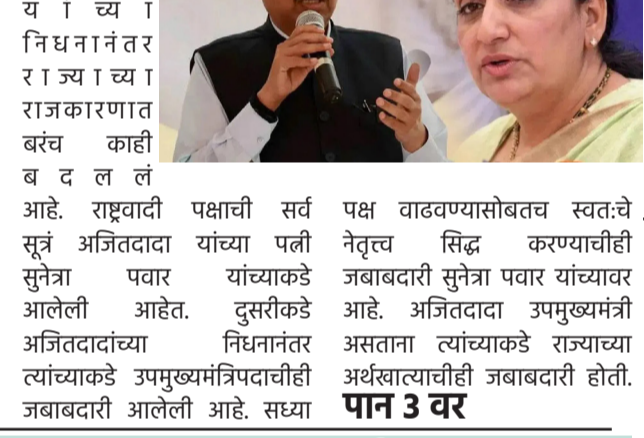 यांच्या
निधनानंतर
राज्याच्या
राजकारणात
बरंच काही
बदललं
आहे. राष्ट्रवादी पक्षाची सर्व
सूत्रं अजितदादा यांच्या पत्नी
सुनेत्रा पवार यांच्याकडे
आलेली आहेत. दुसरीकडे
अजितदादांच्या निधनानंतर
त्यांच्याकडे उपमुख्यमंत्रिपदाचीही
जबाबदारी आलेली आहे. सध्या
पक्ष वाढवण्यासोबतच स्वत:चे
नेतृत्त्व सिद्ध करण्याचीही
जबाबदारी सुनेत्रा पवार यांच्यावर
आहे. अजितदादा उपमुख्यमंत्री
असताना त्यांच्याकडे राज्याच्या
अर्थखात्याचीही जबाबदारी होती.
पान 3 वर